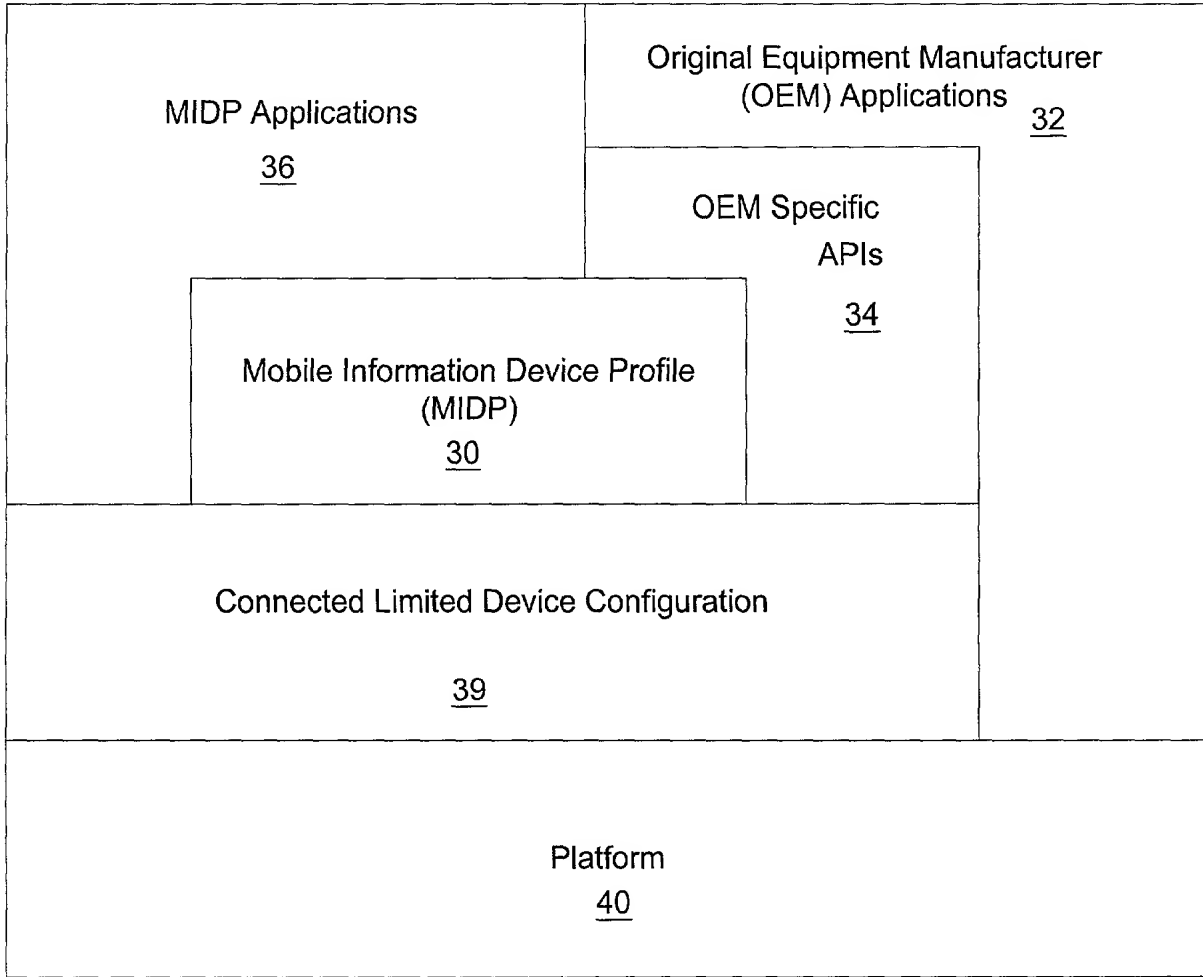 MIDP Applications
36
Original Equipment Manufacturer
(OEM) Applications
32
OEM Specific
APIs
34
Mobile Information Device Profile
(MIDP)
30
Connected Limited Device Configuration
39
Platform
40